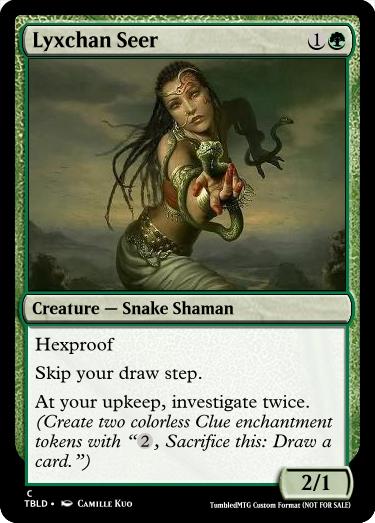 Lyxchan Seer 1
Creature — Snake Shaman
Hexproof
Skip your draw step.
At your upkeep, investigate twice.
(Create two colorless Clue enchantment
tokens with “2, Sacrifice this: Draw a
card.”)
2/1
C
TBLD • Camille Kuo
TumbledMTG Custom Format (NOT FOR SALE)